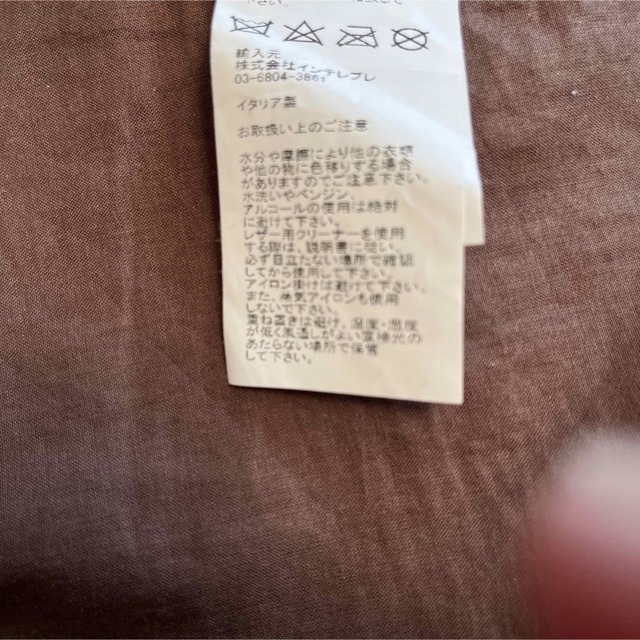 下さい。
輸入元
株式会社インテレプレ
03-6804-3861
イタリア製
お取扱い上のご注意
水分や摩擦により他の衣類
や他の物に色移りする場合
がありますのでご注意下さい。
水洗いやベンジン、
アルコールの使用は絶対
に避けて下さい。
レザー用クリーナーを使用
する際は、説明書に従い、
必ず目立たない場所で確認
してから使用して下さい。
アイロン掛けは避けて下さい。
また、蒸気アイロンも使用
しないで下さい。
重ね置きは避け、温度・湿度
が低く風通しがよい直接光の
あたらない場所で保管
して下さい。